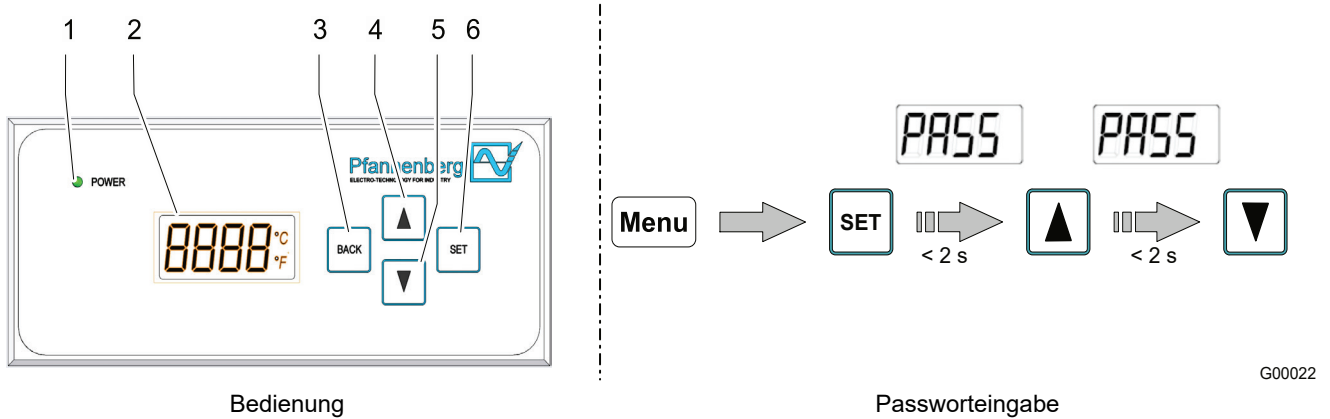 1 2 3 4 5 6
POWER
Pfannenberg
ELECTRO-TECHNOLOGY FOR INDUSTRY
8888 °C
°F
BACK
SET
Bedienung
PASS PASS
Menu
SET
< 2 s < 2 s
G00022
Passworteingabe